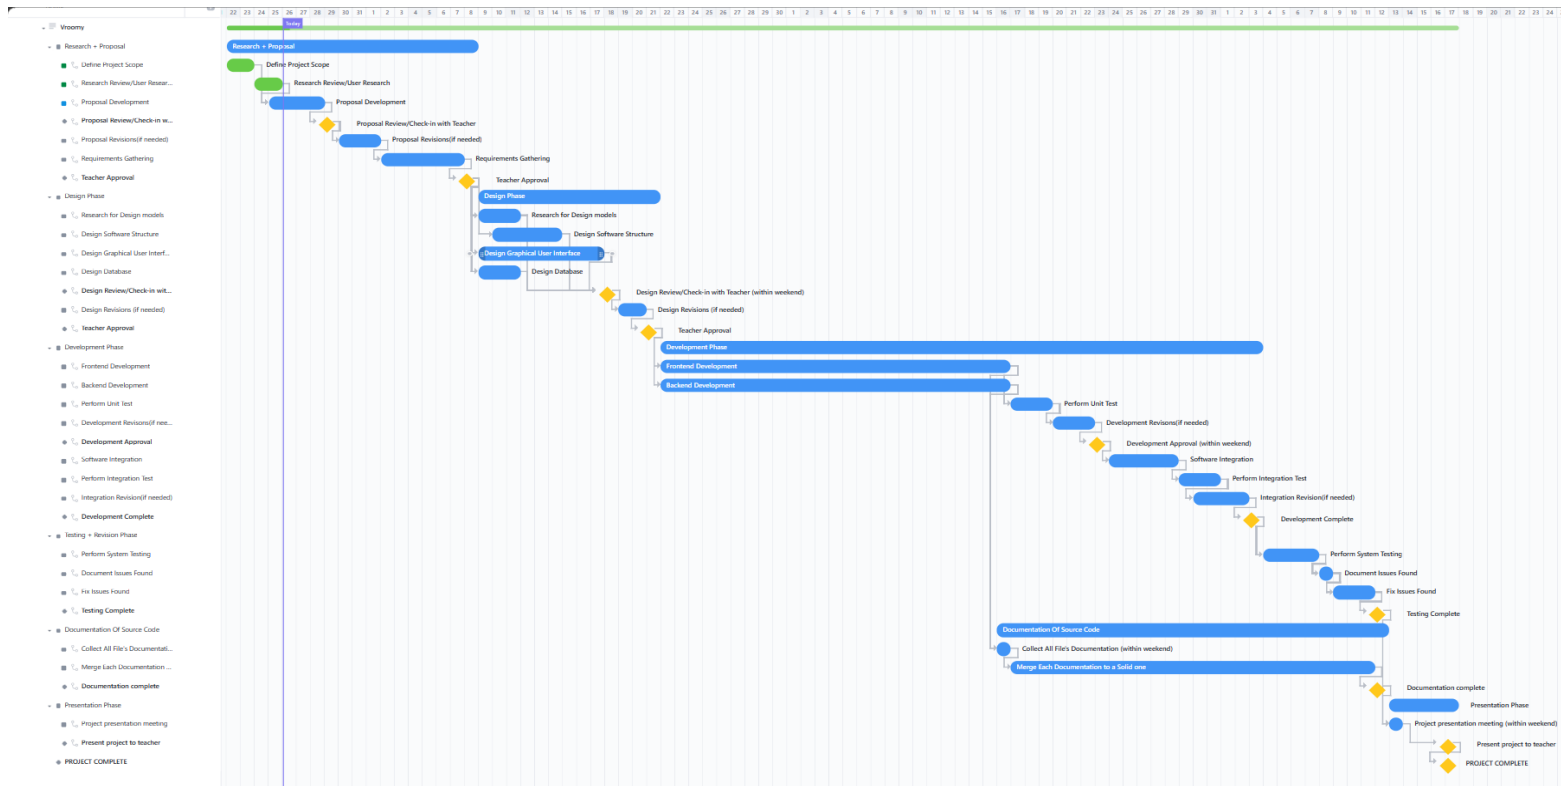 22 23 24 25 26 27 28 29 30 31 1 2 3 4 5 6 7 8 9 10 11 12 13 14 15 16 17 18 19 20 21 22 23 24 25 26 27 28 29 30 1 2 3 4 5 6 7 8 9 10 11 12 13 14 15 16 17 18 19 20 21 22 23 24 25 26 27 28 29 30 31 1 2 3 4 5 6 7 8 9 10 11 12 13 14 15 16 17 18 19 20 21 22 23 24
Today
Vroomy
Research + Proposal
Research + Proposal
Define Project Scope
Define Project Scope
Research Review/User Resear...
Research Review/User Research
Proposal Development
Proposal Development
Proposal Review/Check-in w...
Proposal Review/Check-in with Teacher
Proposal Revisions(if needed)
Proposal Revisions(if needed)
Requirements Gathering
Requirements Gathering
Teacher Approval
Teacher Approval
Design Phase
Design Phase
Research for Design models
Research for Design models
Design Software Structure
Design Software Structure
Design Graphical User Interf...
Design Graphical User Interface
Design Database
Design Database
Design Review/Check-in wit...
Design Review/Check-in with Teacher (within weekend)
Design Revisions (if needed)
Design Revisions (if needed)
Teacher Approval
Teacher Approval
Development Phase
Development Phase
Frontend Development
Frontend Development
Backend Development
Backend Development
Perform Unit Test
Perform Unit Test
Development Revisons(if nee...
Development Revisons(if needed)
Development Approval
Development Approval (within weekend)
Software Integration
Software Integration
Perform Integration Test
Perform Integration Test
Integration Revision(if needed)
Integration Revision(if needed)
Development Complete
Development Complete
Testing + Revision Phase
Perform System Testing
Perform System Testing
Document Issues Found
Document Issues Found
Fix Issues Found
Fix Issues Found
Testing Complete
Testing Complete
Documentation Of Source Code
Documentation Of Source Code
Collect All File's Documentati...
Collect All File's Documentation (within weekend)
Merge Each Documentation ...
Merge Each Documentation to a Solid one
Documentation complete
Documentation complete
Presentation Phase
Presentation Phase
Project presentation meeting
Project presentation meeting (within weekend)
Present project to teacher
Present project to teacher
PROJECT COMPLETE
PROJECT COMPLETE